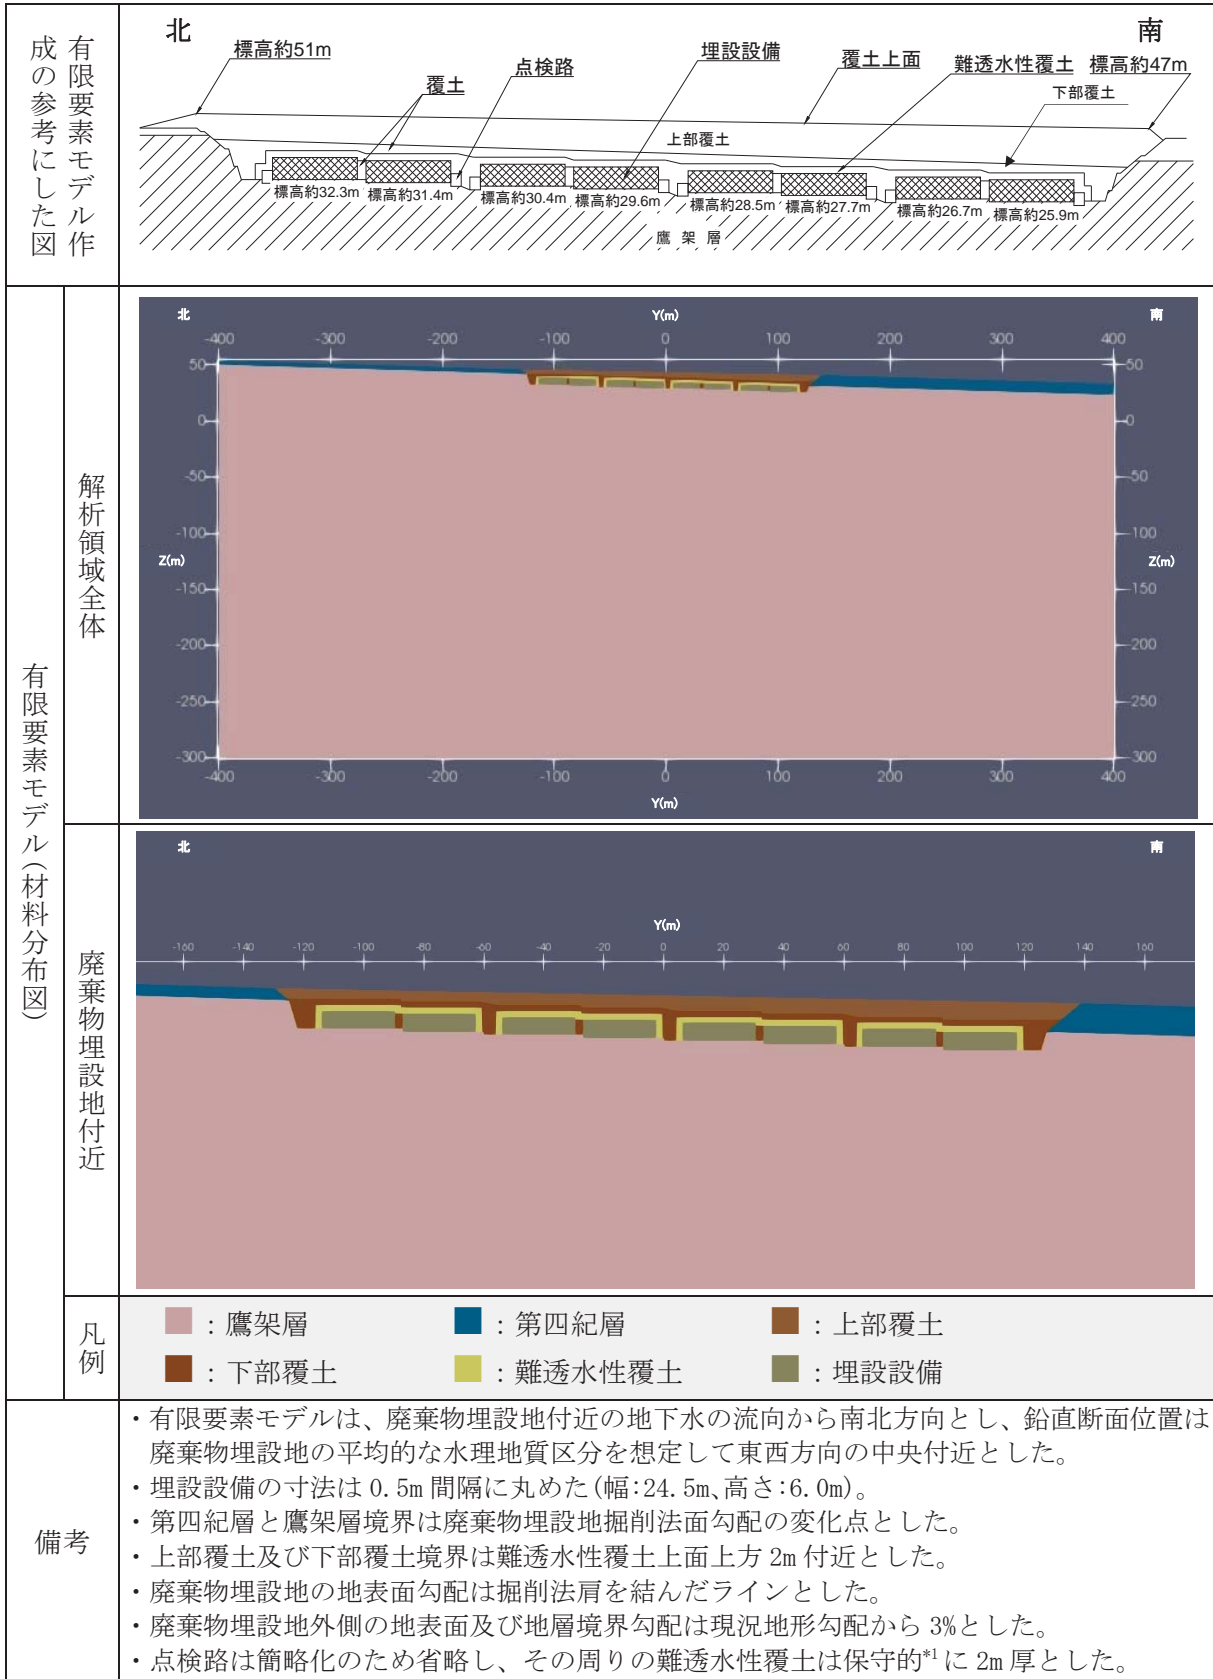 有限要素モデル作
成の参考にした図
北
南
標高約51m
覆土
点検路
埋設設備
覆土上面
難透水性覆土
標高約47m
下部覆土
上部覆土
標高約32.3m
標高約31.4m
標高約30.4m
標高約29.6m
標高約28.5m
標高約27.7m
標高約26.7m
標高約25.9m
鷹架層
有限要素モデル(材料分布図)
解析領域全体
北
Y(m)
南
-400 -300 -200 -100 0 100 200 300 400
50 50
0 0
-50 -50
-100 -100
Z(m) Z(m)
-150 -150
-200 -200
-250 -250
-300 -300
-400 -300 -200 -100 0 100 200 300 400
Y(m)
廃棄物埋設地付近
北
南
Y(m)
-160 -140 -120 -100 -80 -60 -40 -20 0 20 40 60 80 100 120 140 160
凡例
:鷹架層 :第四紀層 :上部覆土
:下部覆土 :難透水性覆土 :埋設設備
備考
・有限要素モデルは、廃棄物埋設地付近の地下水の流向から南北方向とし、鉛直断面位置は
廃棄物埋設地の平均的な水理地質区分を想定して東西方向の中央付近とした。
・埋設設備の寸法は 0.5m 間隔に丸めた(幅:24.5m、高さ:6.0m)。
・第四紀層と鷹架層境界は廃棄物埋設地掘削法面勾配の変化点とした。
・上部覆土及び下部覆土境界は難透水性覆土上面上方 2m 付近とした。
・廃棄物埋設地の地表面勾配は掘削法肩を結んだラインとした。
・廃棄物埋設地外側の地表面及び地層境界勾配は現況地形勾配から 3%とした。
・点検路は簡略化のため省略し、その周りの難透水性覆土は保守的*1に 2m 厚とした。